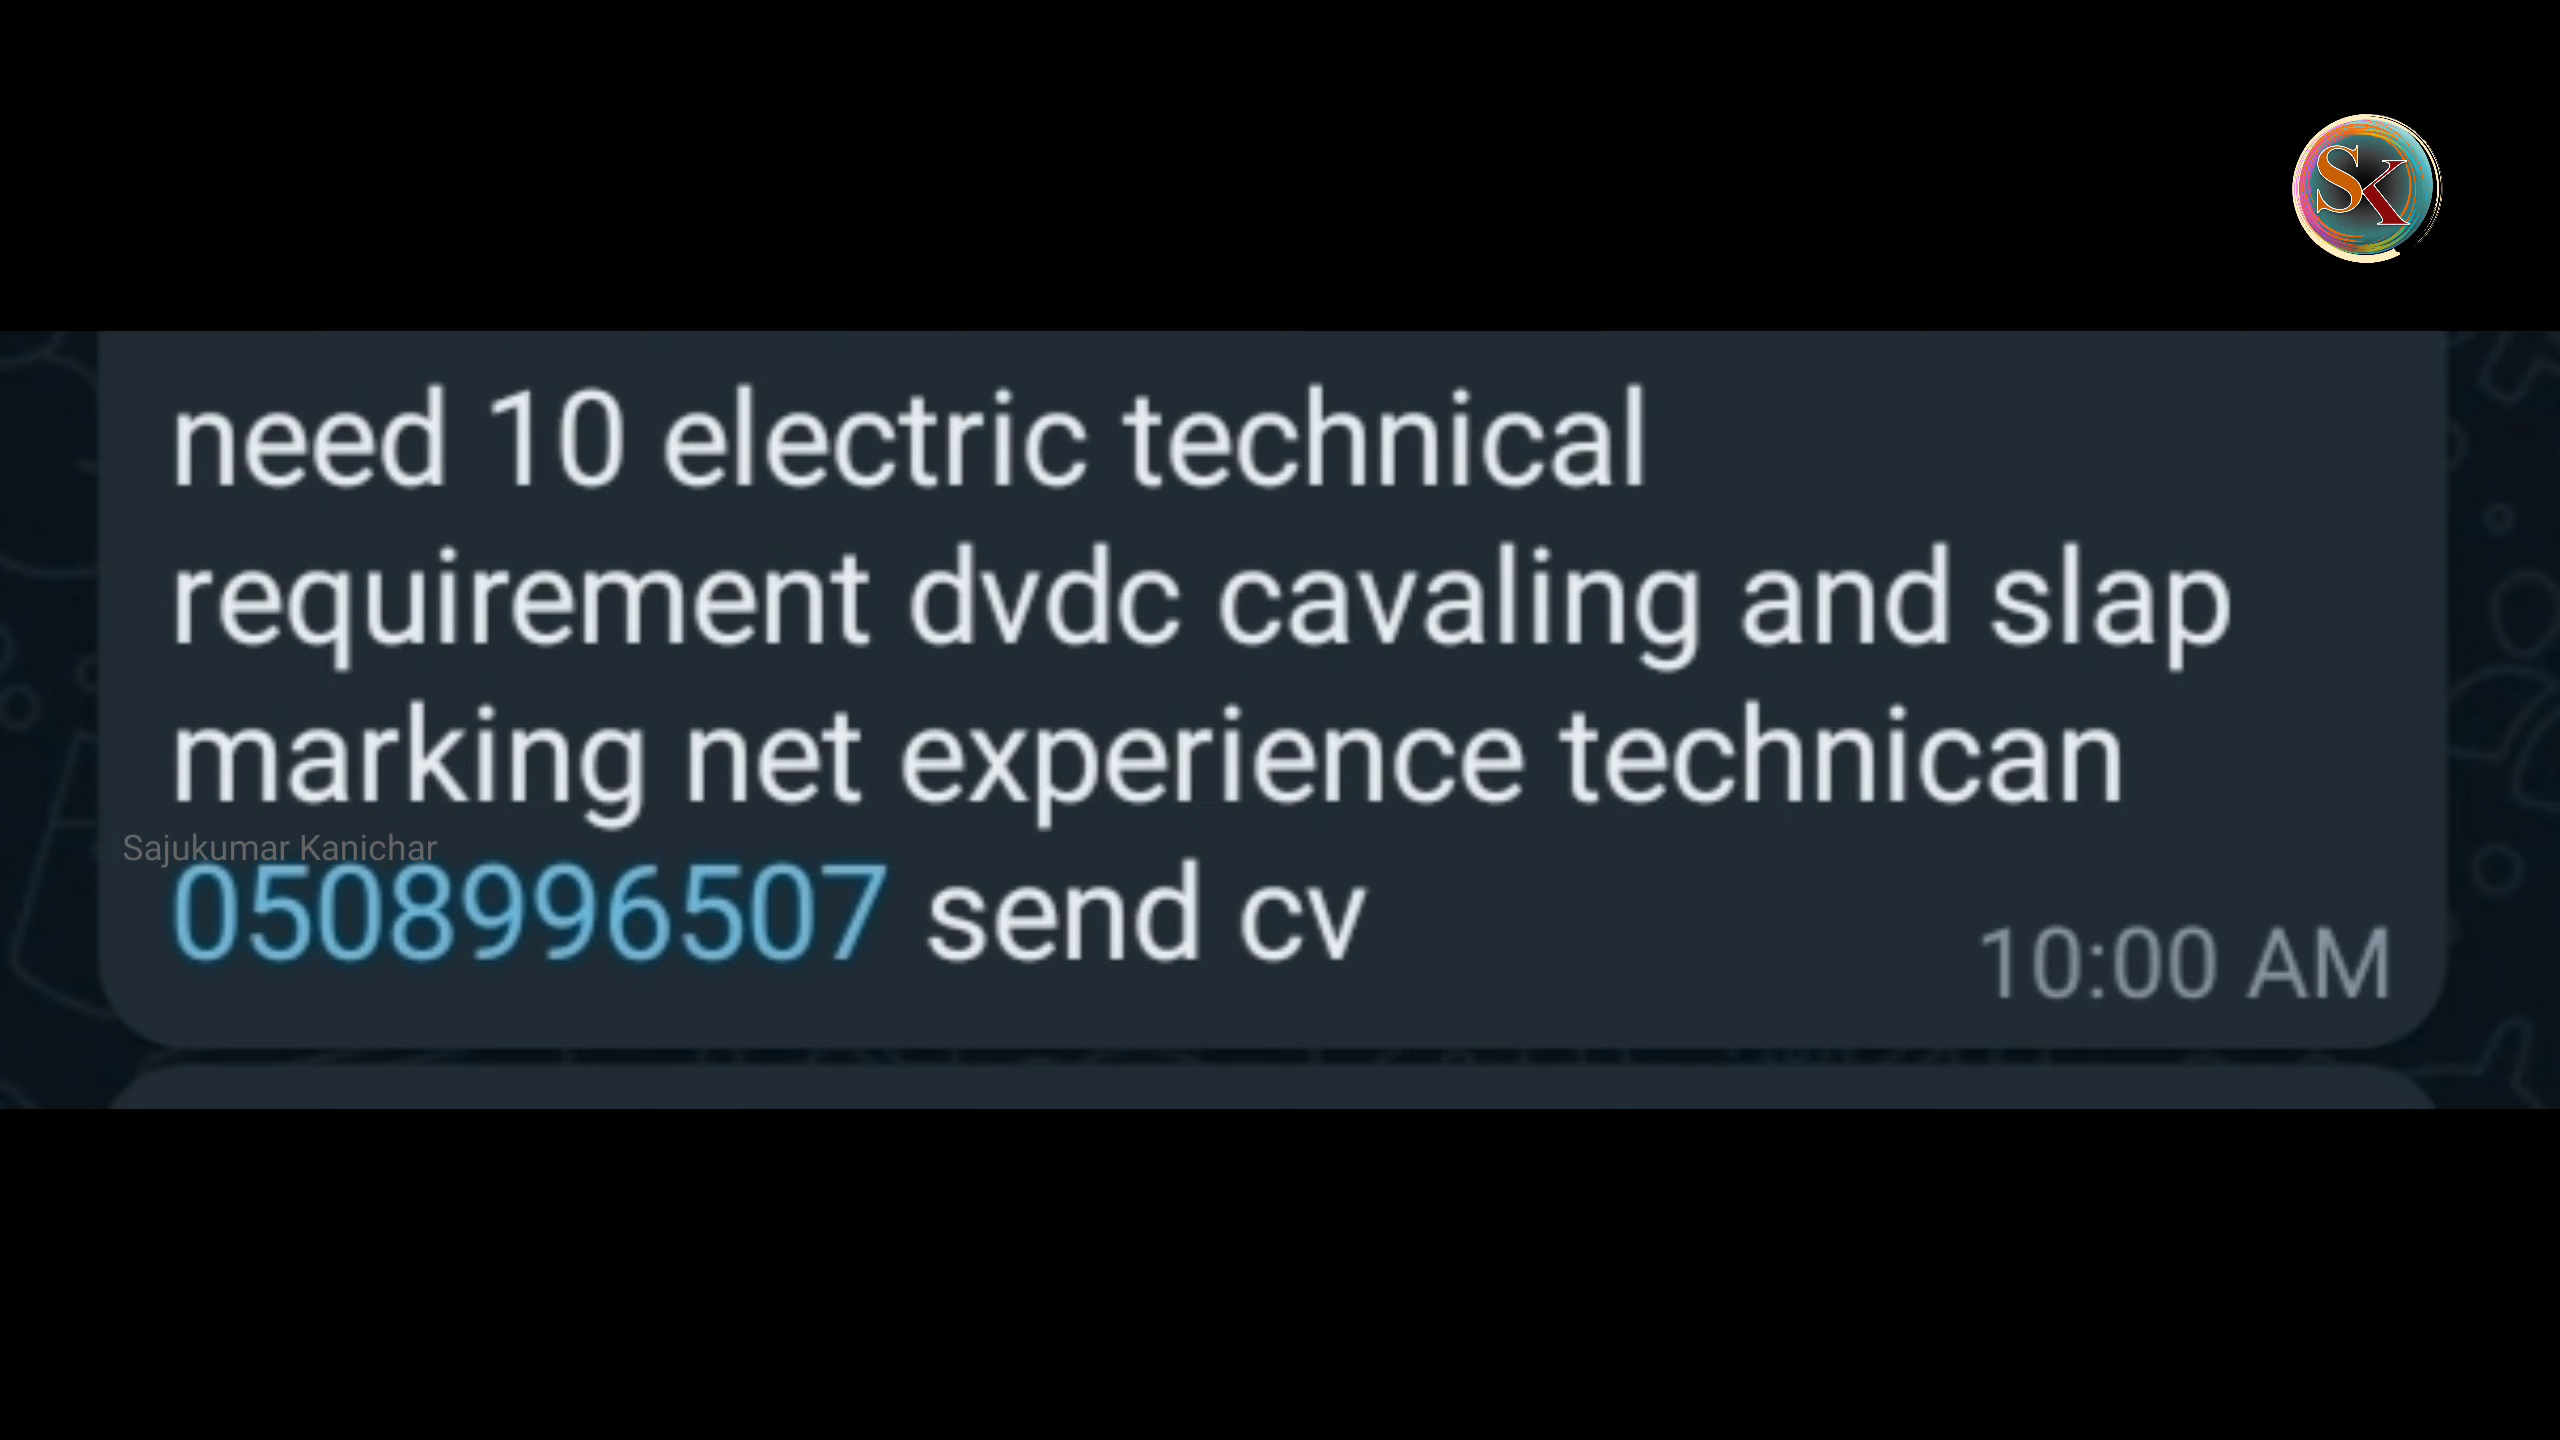 SK
need 10 electric technical
requirement dvdc cavaling and slap
marking net experience technican
Sajukumar Kanichar
0508996507 send cv
10:00 AM